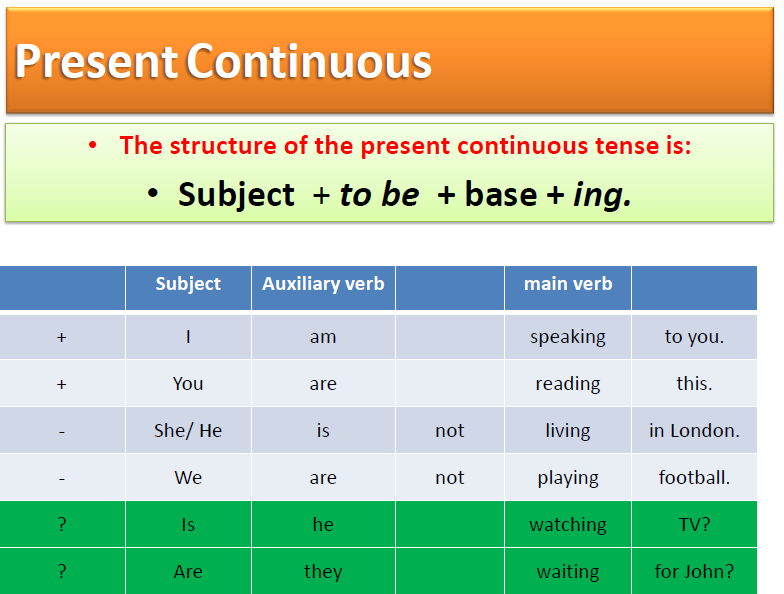 Present Continuous
• The structure of the present continuous tense is:
• Subject + to be + base + ing.
Subject Auxiliary verb main verb
+ I am speaking to you.
+ You are reading this.
- She/ He is not living in London.
- We are not playing football.
? Is he watching TV?
? Are they waiting for John?